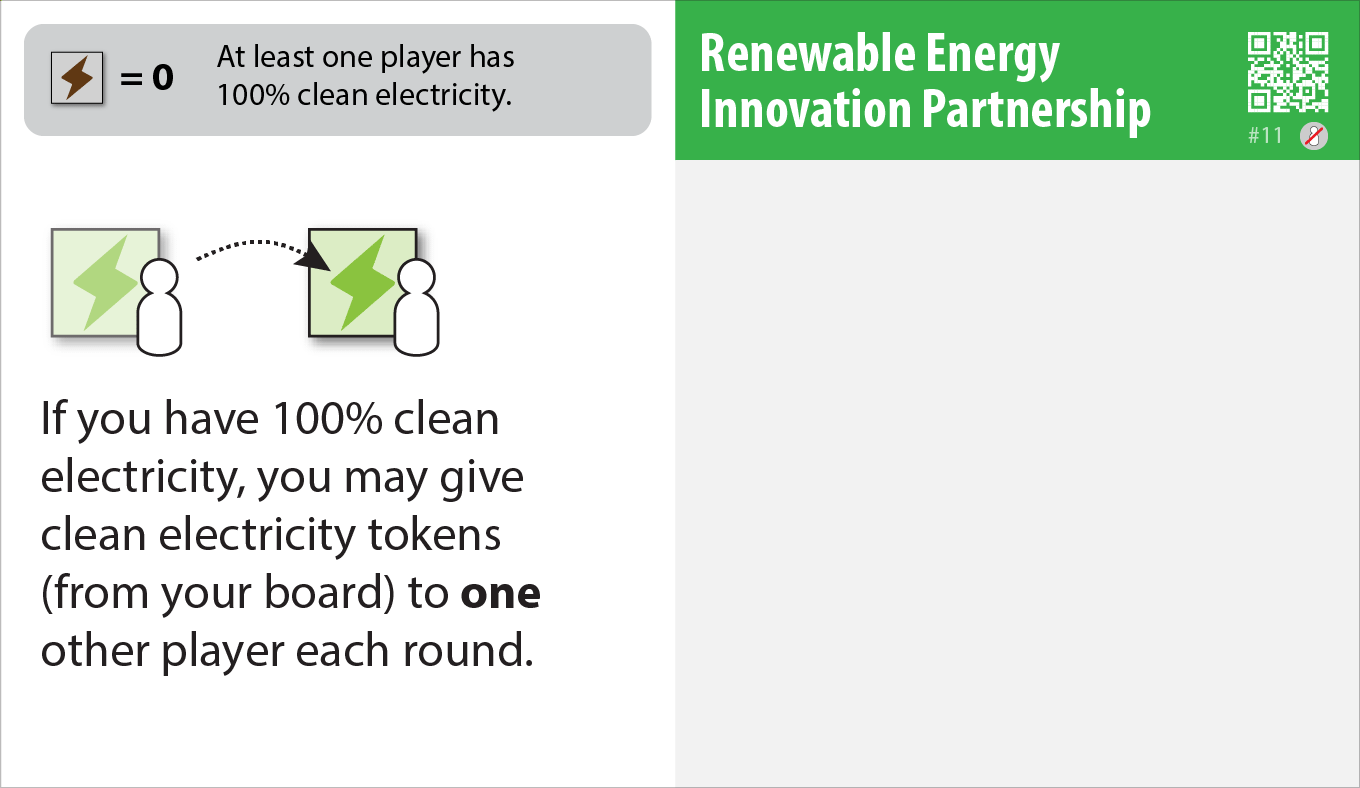 = 0
At least one player has
100% clean electricity.
If you have 100% clean
electricity, you may give
clean electricity tokens
(from your board) to one
other player each round.
Renewable Energy
Innovation Partnership
#11